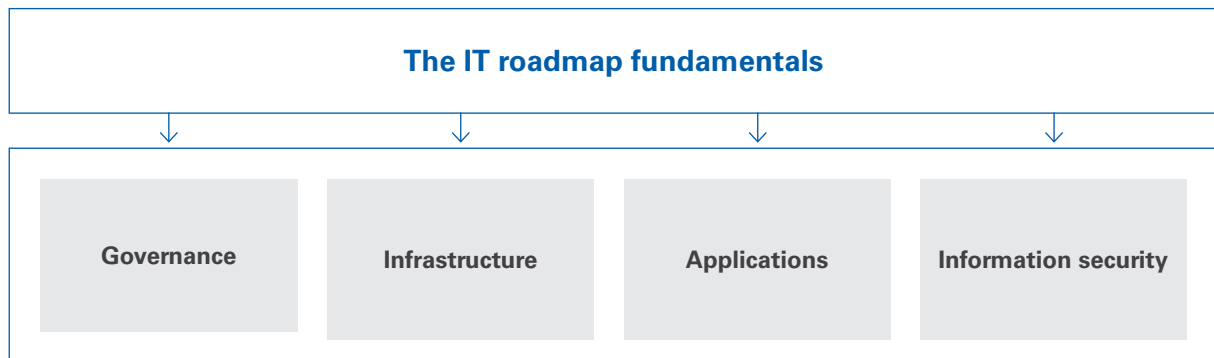 The IT roadmap fundamentals
Governance
Infrastructure
Applications
Information security